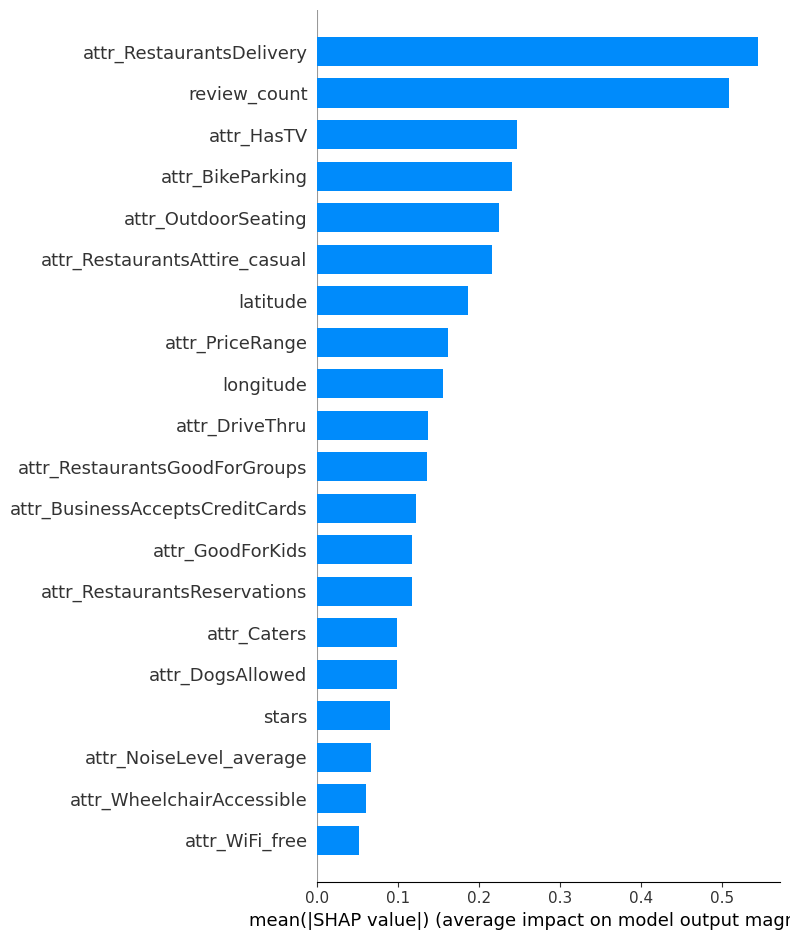 attr_RestaurantsDelivery
review_count
attr_HasTV
attr_BikeParking
attr_OutdoorSeating
attr_RestaurantsAttire_casual
latitude
attr_PriceRange
longitude
attr_DriveThru
attr_RestaurantsGoodForGroups
attr_BusinessAcceptsCreditCards
attr_GoodForKids
attr_RestaurantsReservations
attr_Caters
attr_DogsAllowed
stars
attr_NoiseLevel_average
attr_WheelchairAccessible
attr_WiFi_free
0.0 0.1 0.2 0.3 0.4 0.5
mean(|SHAP value|) (average impact on model output magn